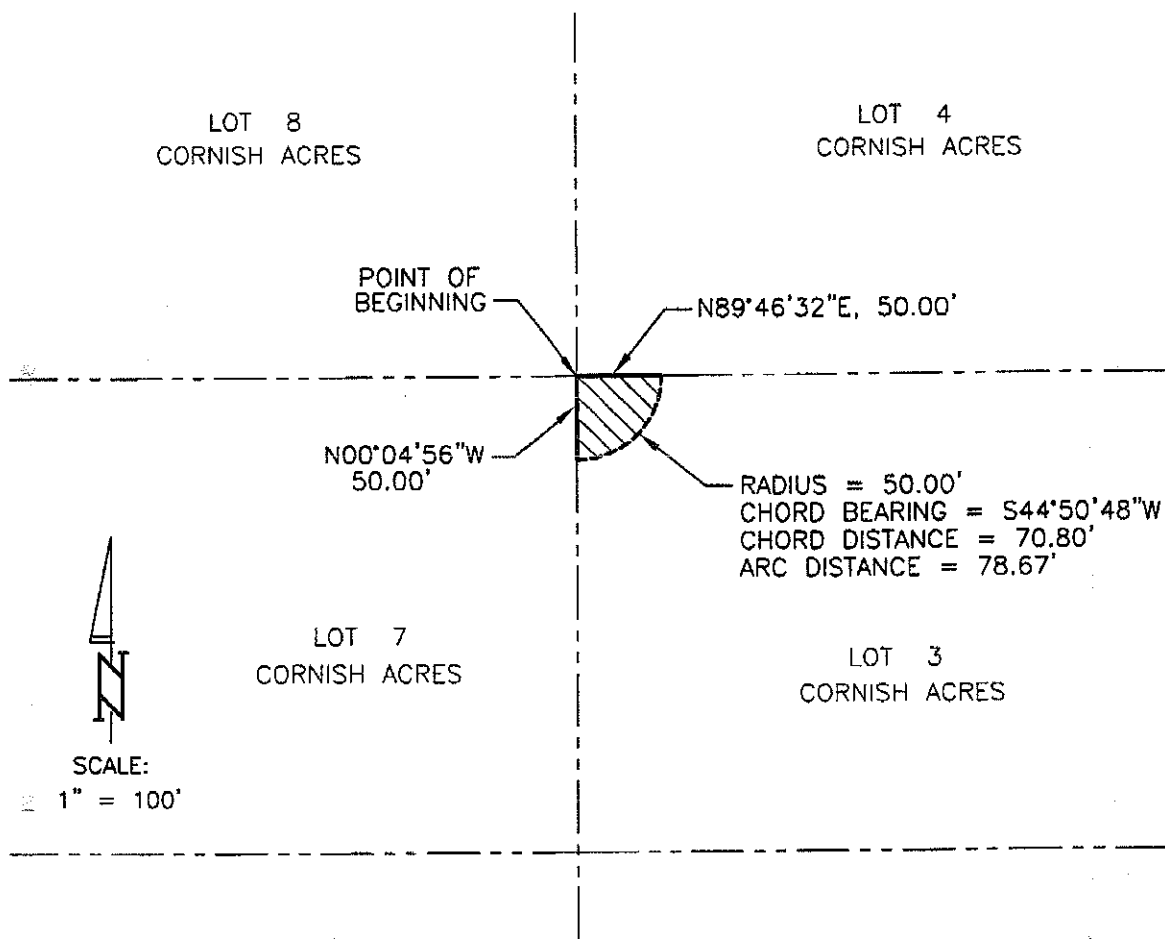 LOT 8
CORNISH ACRES
LOT 4
CORNISH ACRES
POINT OF
BEGINNING
N89°46'32"E, 50.00'
N00°04'56"W
50.00'
RADIUS = 50.00'
CHORD BEARING = S44°50'48"W
CHORD DISTANCE = 70.80'
ARC DISTANCE = 78.67'
LOT 7
CORNISH ACRES
LOT 3
CORNISH ACRES
N
SCALE:
1" = 100'